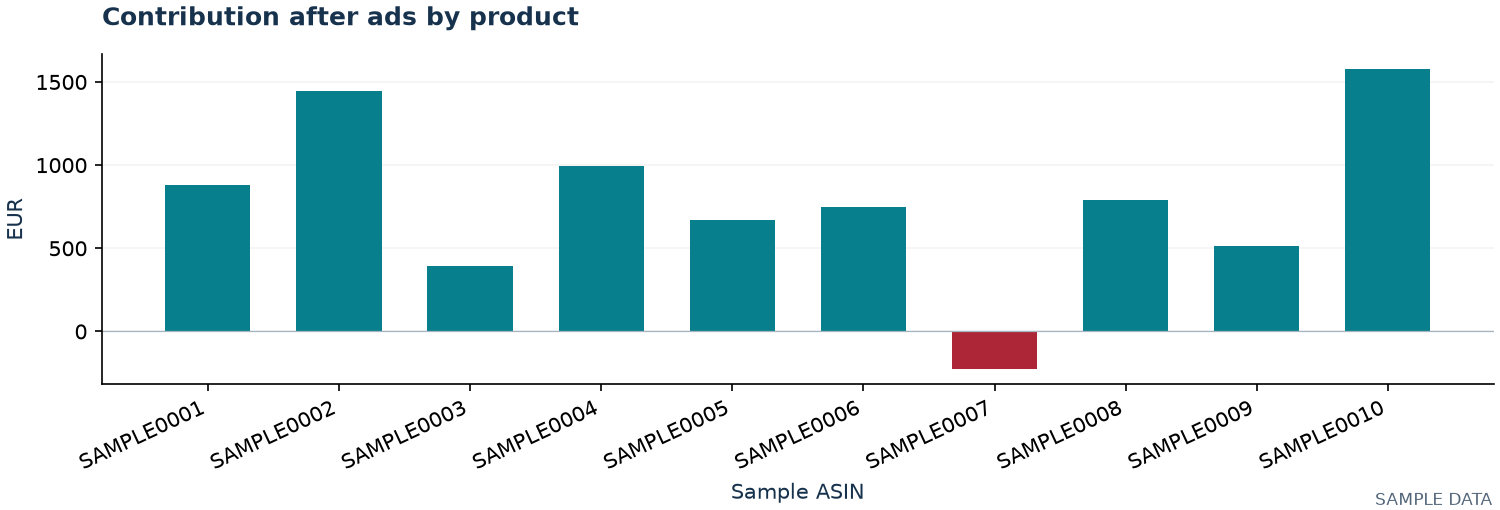 Contribution after ads by product
EUR
1500
1000
500
0
SAMPLE0001
SAMPLE0002
SAMPLE0003
SAMPLE0004
SAMPLE0005
SAMPLE0006
SAMPLE0007
SAMPLE0008
SAMPLE0009
SAMPLE0010
Sample ASIN
SAMPLE DATA